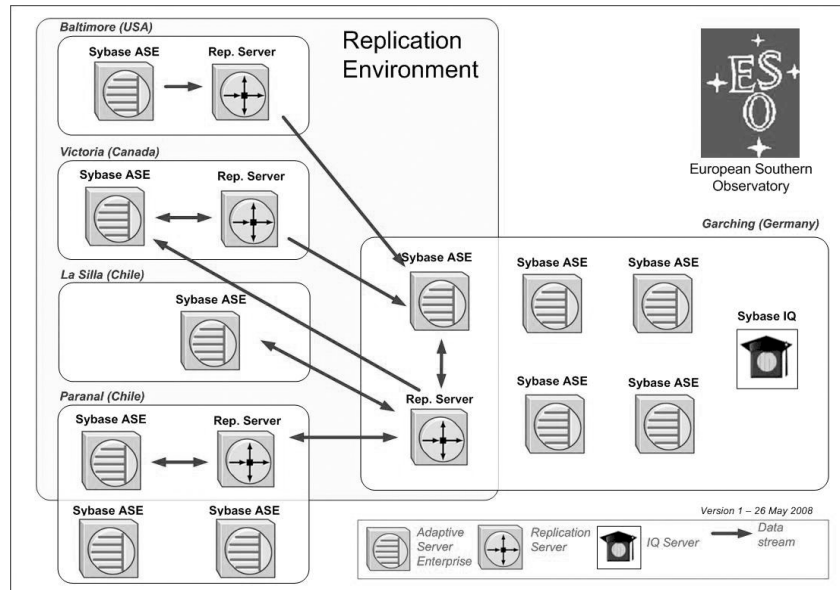 Baltimore (USA)
Sybase ASE
Rep. Server
Replication
Environment
ESO
European Southern
Observatory
Victoria (Canada)
Sybase ASE
Rep. Server
Garching (Germany)
Sybase ASE
Sybase ASE
Sybase ASE
Sybase IQ
La Silla (Chile)
Sybase ASE
Sybase ASE
Sybase ASE
Rep. Server
Paranal (Chile)
Sybase ASE
Rep. Server
Sybase ASE
Sybase ASE
Version 1 – 26 May 2008
Adaptive
Server
Enterprise
Replication
Server
IQ Server
Data
stream